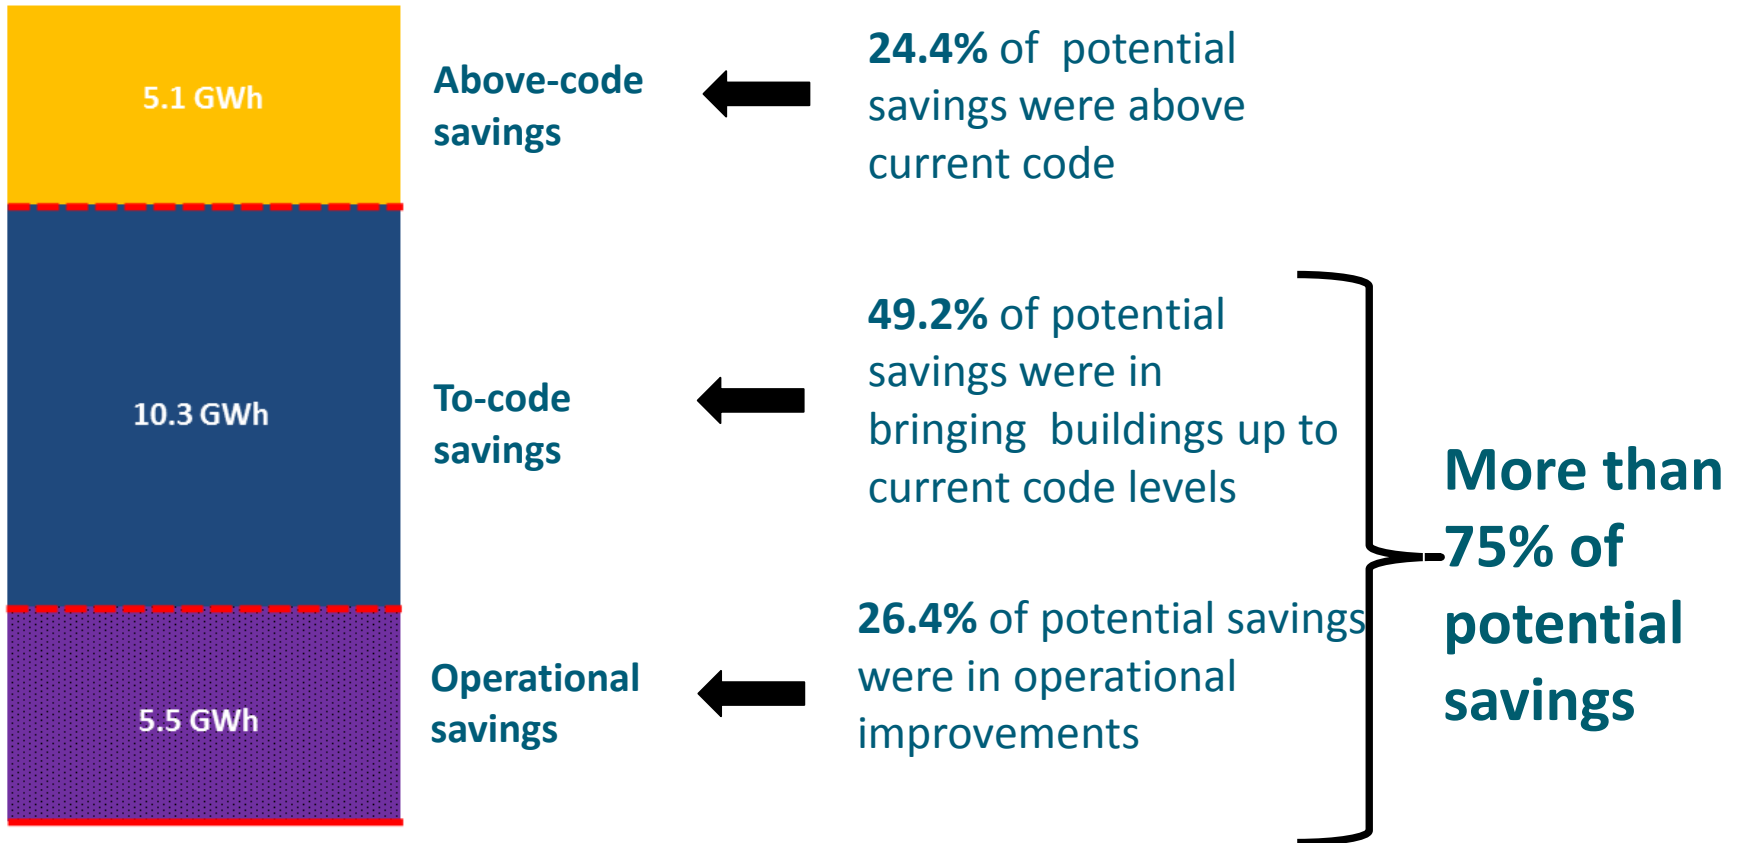 5.1 GWh
Above-code
savings
24.4% of potential
savings were above
current code
10.3 GWh
To-code
savings
49.2% of potential
savings were in
bringing buildings up to
current code levels
5.5 GWh
Operational
savings
26.4% of potential savings
were in operational
improvements
More than
75% of
potential
savings